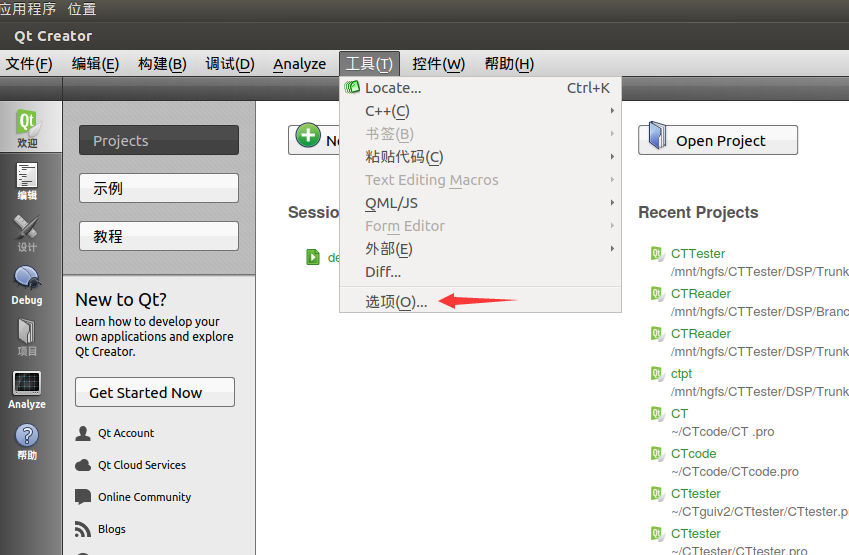 应用程序 位置
Qt Creator
文件(F) 编辑(E) 构建(B) 调试(D) Analyze 工具(T) 控件(W) 帮助(H)
Locate... Ctrl+K
C++(C)
书签(B)
粘贴代码(C)
Text Editing Macros
QML/JS
Form Editor
外部(E)
Diff...
选项(O)...
Qt
欢迎
编辑
设计
Debug
项目
Analyze
帮助
Projects
示例
教程
New to Qt?
Learn how to develop your
own applications and explore
Qt Creator.
Get Started Now
Qt Account
Qt Cloud Services
Online Community
Blogs
Open Project
Recent Projects
CTTester
/mnt/hgfs/CTTester/DSP/Trunk
CTReader
/mnt/hgfs/CTTester/DSP/Branc
CTReader
/mnt/hgfs/CTTester/DSP/Trunk
ctpt
/mnt/hgfs/CTTester/DSP/Trunk
CT
~/CTcode/CT .pro
CTcode
~/CTcode/CTcode.pro
CTtester
~/CTguiv2/CTtester/CTtester.p
CTtester
~/CTtester/CTtester.pro